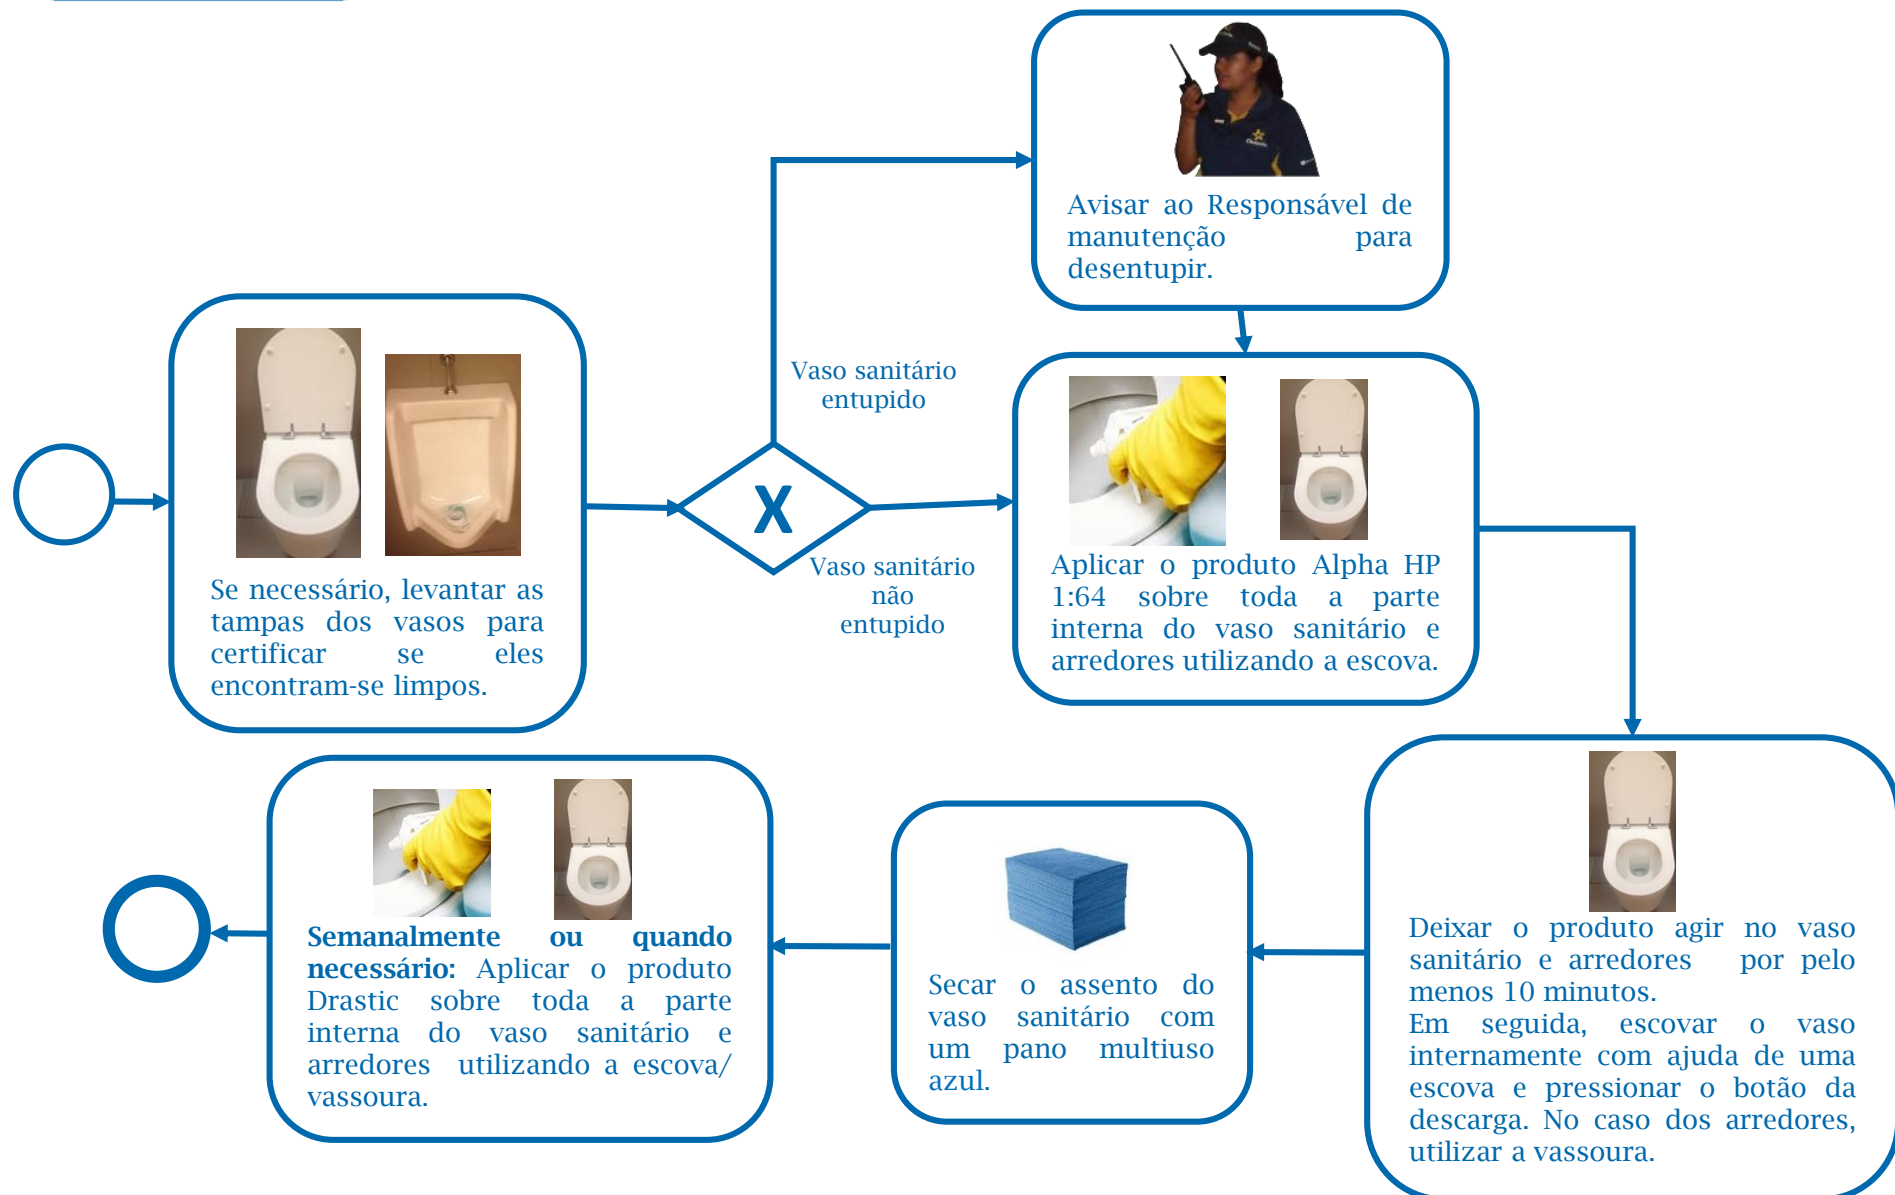 Avisar ao Responsável de
manutenção para
desentupir.
Vaso sanitário
entupido
Se necessário, levantar as
tampas dos vasos para
certificar se eles
encontram-se limpos.
X
Vaso sanitário
não
entupido
Aplicar o produto Alpha HP
1:64 sobre toda a parte
interna do vaso sanitário e
arredores utilizando a escova.
Deixar o produto agir no vaso
sanitário e arredores por pelo
menos 10 minutos.
Em seguida, escovar o vaso
internamente com ajuda de uma
escova e pressionar o botão da
descarga. No caso dos arredores,
utilizar a vassoura.
Secar o assento do
vaso sanitário com
um pano multiuso
azul.
Semanalmente ou quando
necessário: Aplicar o produto
Drastic sobre toda a parte
interna do vaso sanitário e
arredores utilizando a escova/
vassoura.